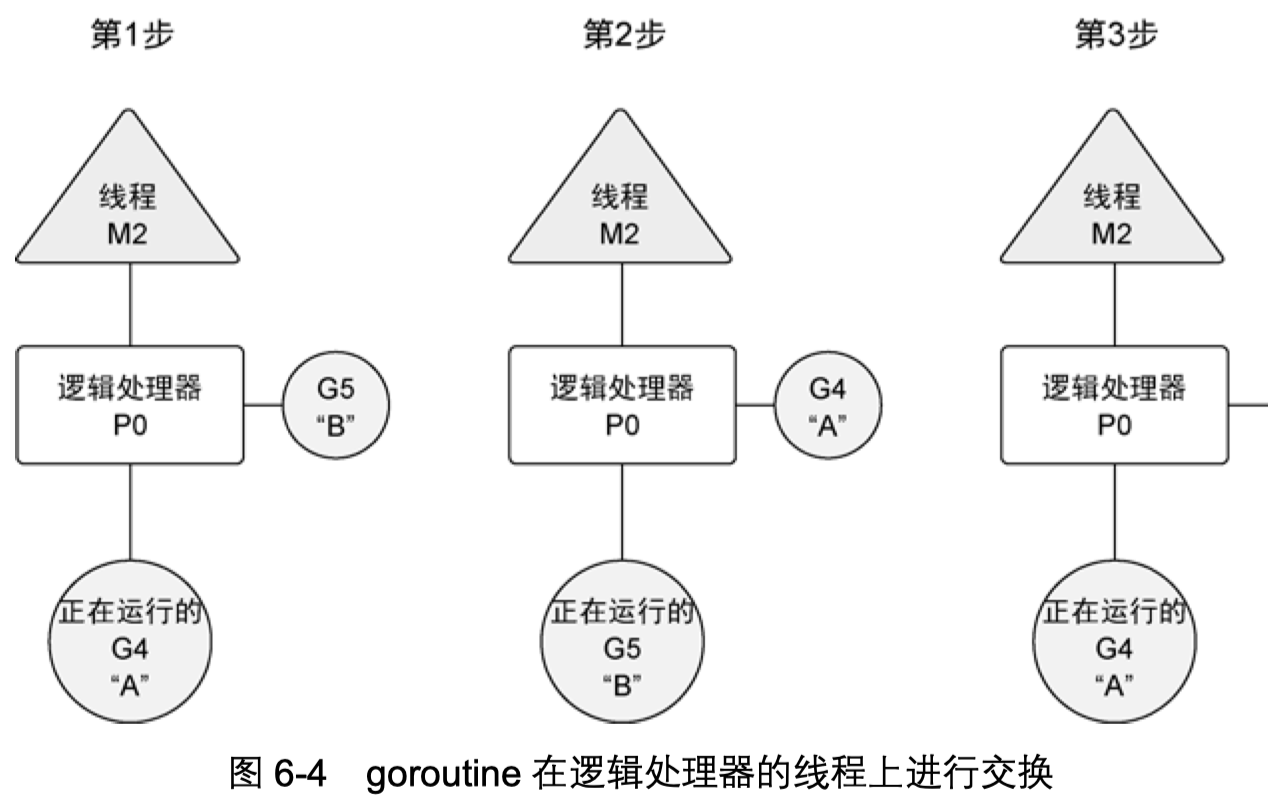 第1步
第2步
第3步
线程
M2
线程
M2
线程
M2
逻辑处理器
P0
G5
“B”
逻辑处理器
P0
G4
“A”
逻辑处理器
P0
正在运行的
G4
“A”
正在运行的
G5
“B”
正在运行的
G4
“A”
图 6-4 goroutine 在逻辑处理器的线程上进行交换